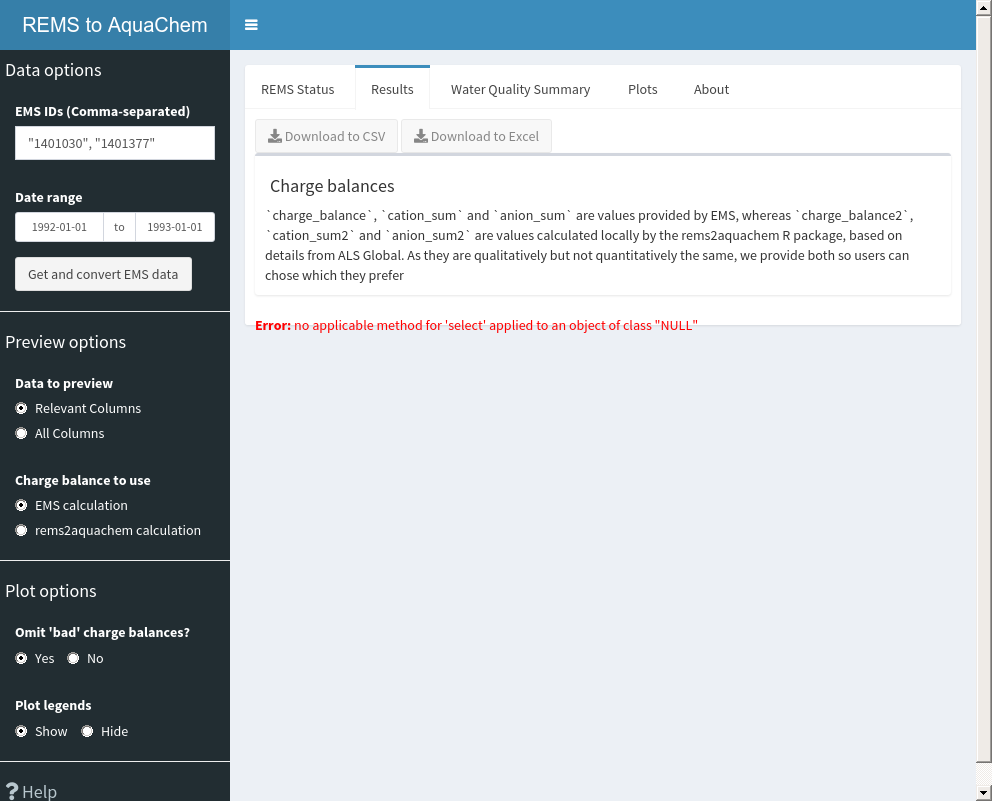 REMS to AquaChem
Data options
EMS IDs (Comma-separated)
"1401030", "1401377"
Date range
1992-01-01 to 1993-01-01
Get and convert EMS data
Preview options
Data to preview
Relevant Columns
All Columns
Charge balance to use
EMS calculation
rems2aquachem calculation
Plot options
Omit 'bad' charge balances?
Yes No
Plot legends
Show Hide
Help
REMS Status Results Water Quality Summary Plots About
Download to CSV Download to Excel
Charge balances
`charge_balance`, `cation_sum` and `anion_sum` are values provided by EMS, whereas `charge_balance2`,
`cation_sum2` and `anion_sum2` are values calculated locally by the rems2aquachem R package, based on
details from ALS Global. As they are qualitatively but not quantitatively the same, we provide both so users can
chose which they prefer
Error: no applicable method for 'select' applied to an object of class "NULL"